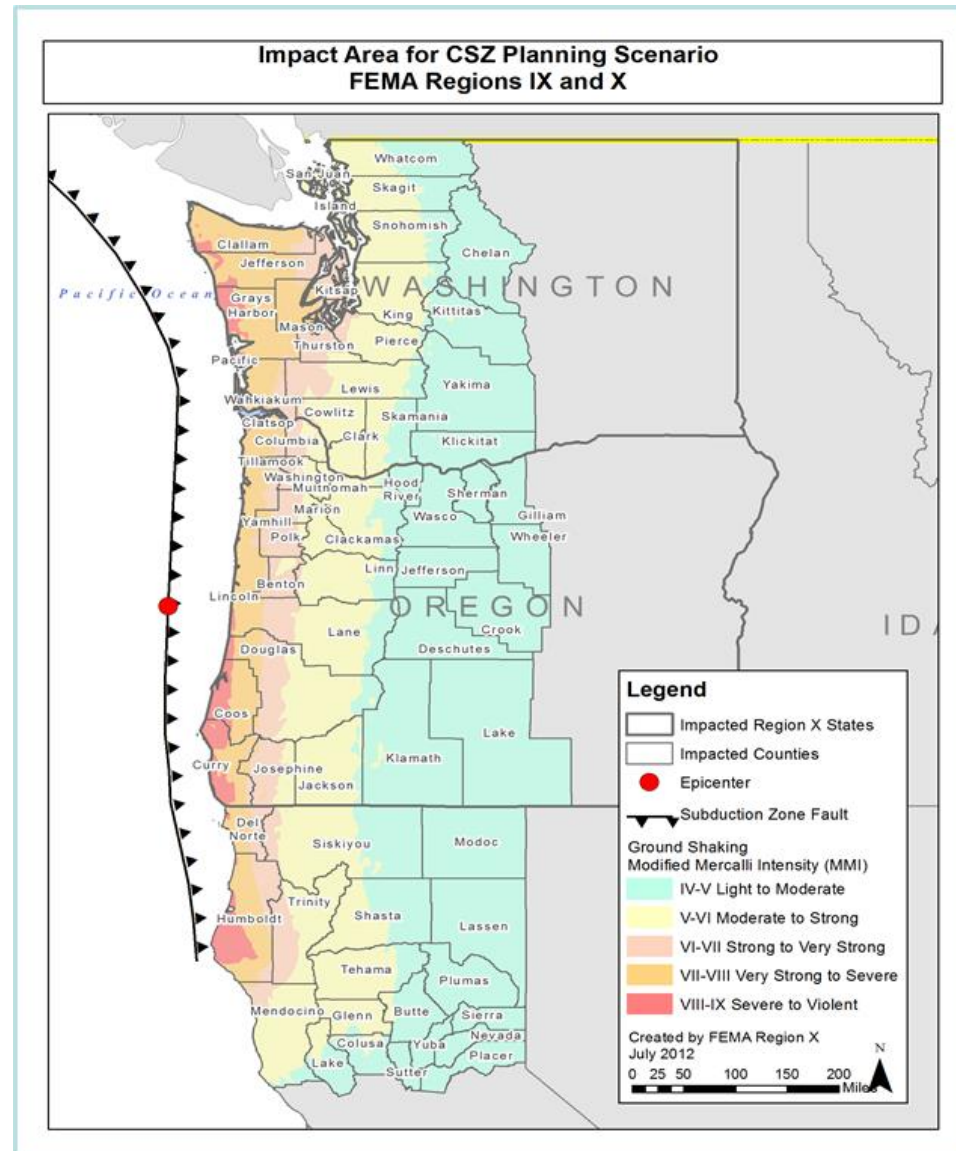 Impact Area for CSZ Planning Scenario
FEMA Regions IX and X
Whatcom
San Juan
Skagit
Island
Snohomish
Clallam
Chelan
Jefferson
Pacific Ocean
Kitsap
WASHINGTON
Grays
Harbor
King
Kittitas
Mason
Pierce
Thurston
Pacific
Yakima
Lewis
Wahkiakum
Cowlitz
Skamania
Clatsop
Columbia
Clark
Klickitat
Tillamook
Washington
Multnomah
Hood
River
Sherman
Marion
Wasco
Gilliam
Yamhill
Polk
Clackamas
Wheeler
Linn
Jefferson
Benton
Lincoln
OREGON
Lane
Crook
IDA
Douglas
Deschutes
Coos
Lake
Klamath
Curry
Josephine
Jackson
Del
Norte
Siskiyou
Modoc
Trinity
Humboldt
Shasta
Lassen
Tehama
Plumas
Mendocino
Glenn
Butte
Sierra
Colusa
Yuba
Nevada
Lake
Placer
Sutter
Legend
Impacted Region X States
Impacted Counties
Epicenter
Subduction Zone Fault
Ground Shaking
Modified Mercalli Intensity (MMI)
IV-V Light to Moderate
V-VI Moderate to Strong
VI-VII Strong to Very Strong
VII-VIII Very Strong to Severe
VIII-IX Severe to Violent
Created by FEMA Region X
July 2012
N
0 25 50 100 150 200
Miles